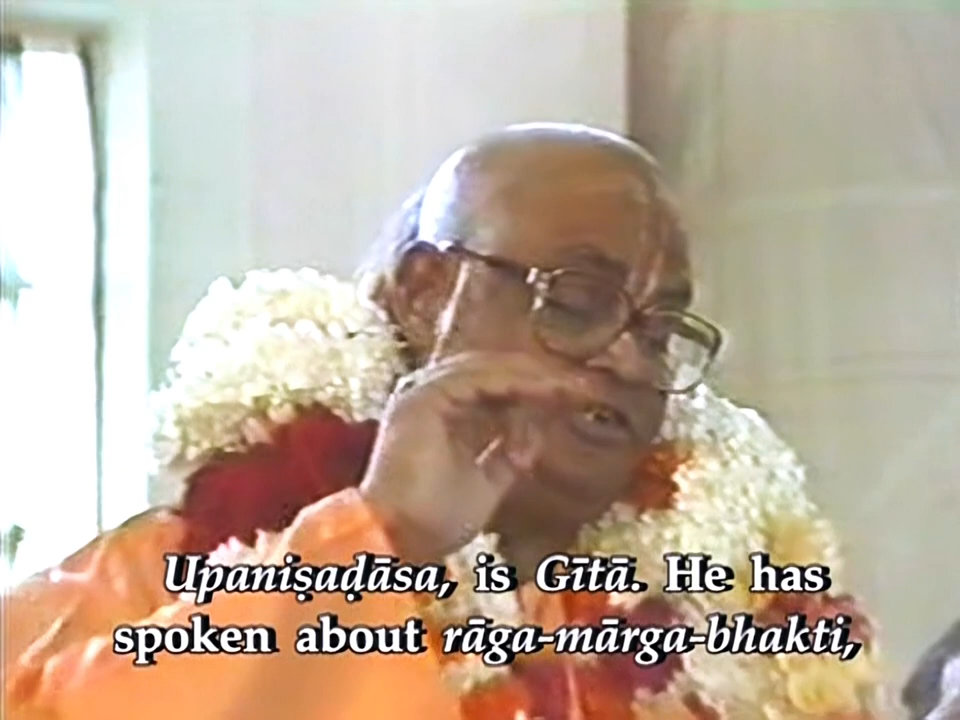 Upaniṣaḍāsa, is Gītā. He has
spoken about rāga-mārga-bhakti,